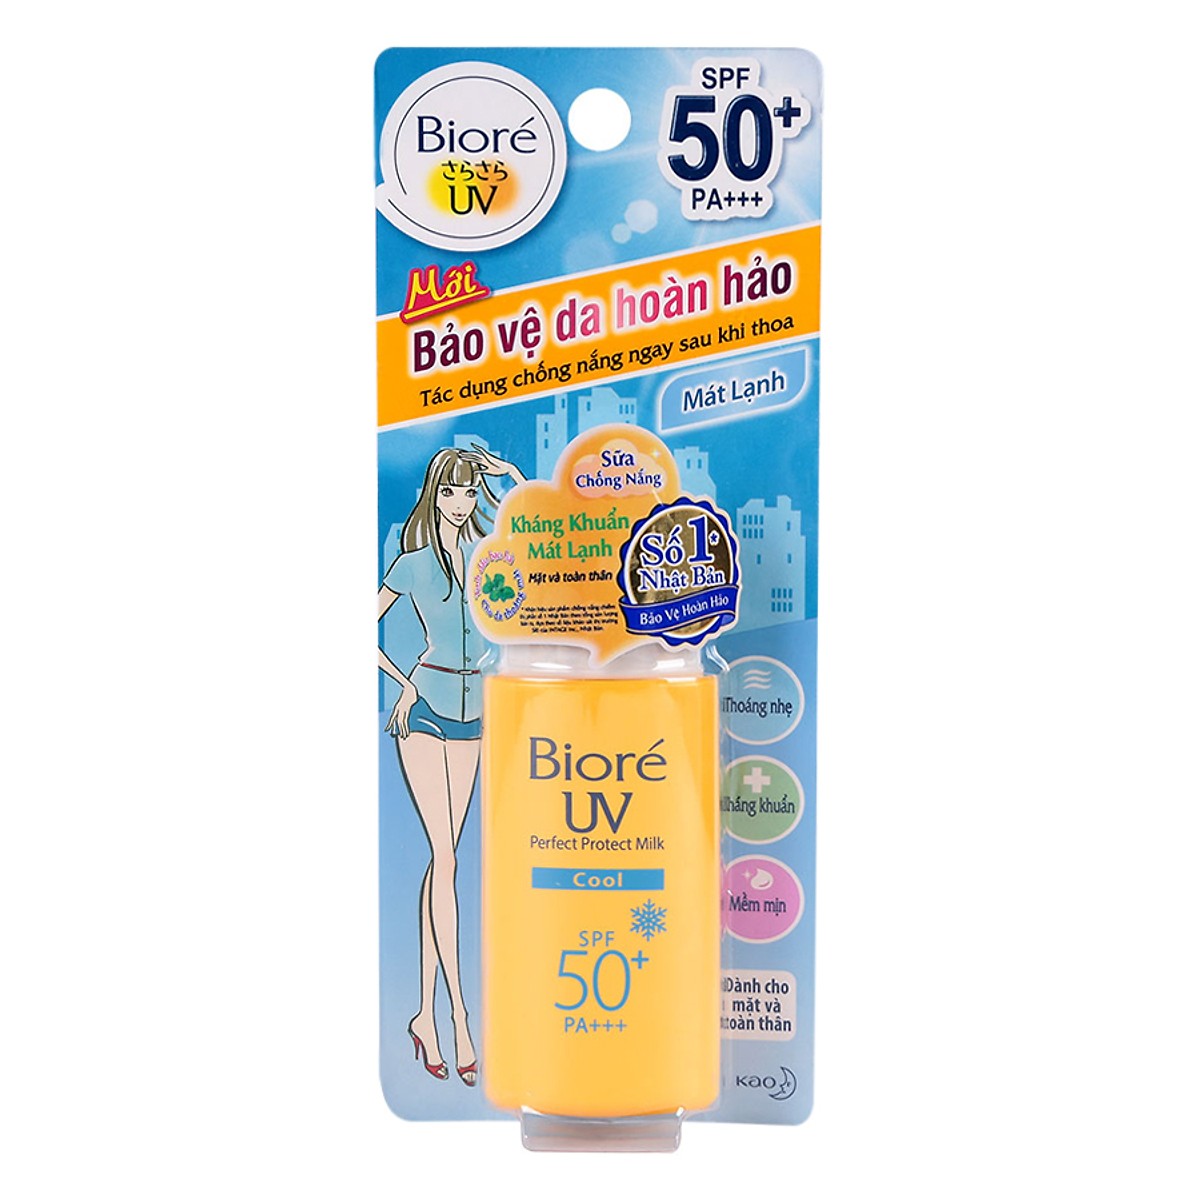 Bioré
さらさら
UV
SPF
50+
PA+++
Mới
Bảo vệ da hoàn hảo
Tác dụng chống nắng ngay sau khi thoa
Mát Lạnh
Sữa
Chống Nắng
Kháng Khuẩn
Mát Lạnh
Mặt và toàn thân
Số 1*
Nhật Bản
Bảo Vệ Hoàn Hảo
Thoáng nhẹ
kháng khuẩn
Mềm mịn
Dành cho
mặt và
toàn thân
Bioré
UV
Perfect Protect Milk
Cool
SPF
50+
PA+++
Kao